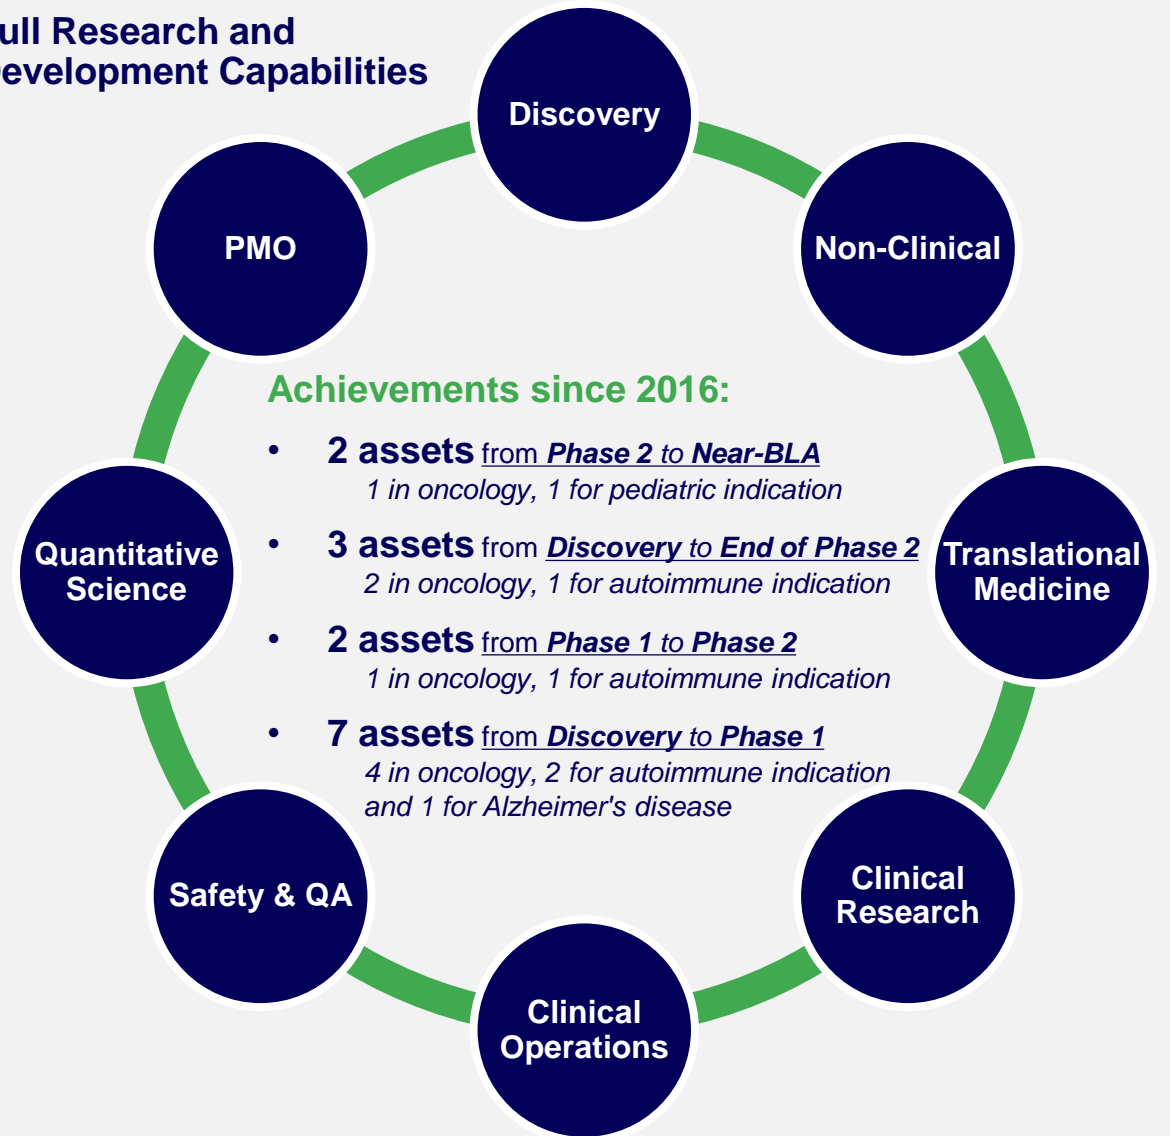 ull Research and
evelopment Capabilities
Discovery
PMO
Non-Clinical
Achievements since 2016:
• 2 assets from Phase 2 to Near-BLA
1 in oncology, 1 for pediatric indication
• 3 assets from Discovery to End of Phase 2
2 in oncology, 1 for autoimmune indication
• 2 assets from Phase 1 to Phase 2
1 in oncology, 1 for autoimmune indication
• 7 assets from Discovery to Phase 1
4 in oncology, 2 for autoimmune indication
and 1 for Alzheimer's disease
Quantitative
Science
Translational
Medicine
Safety & QA
Clinical
Research
Clinical
Operations